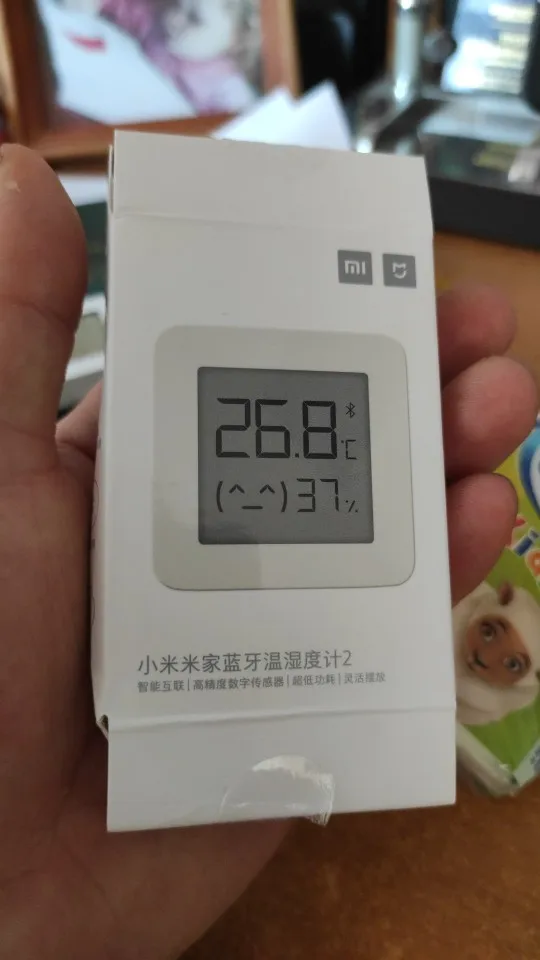 mi
26.8 °C
(^_^) 37 %
小米米家蓝牙温湿度计2
智能互联 | 高精度数字传感器 | 超低功耗 | 灵活摆放